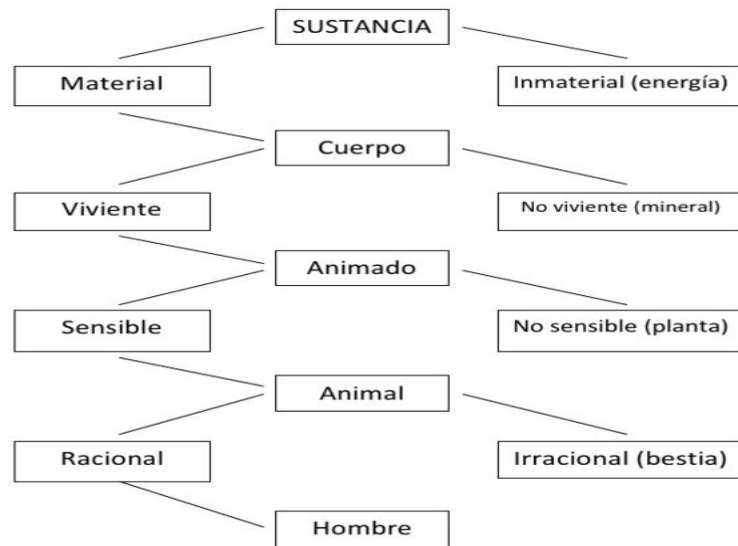 SUSTANCIA
Material
Inmaterial (energía)
Cuerpo
Viviente
No viviente (mineral)
Animado
Sensible
No sensible (planta)
Animal
Racional
Irracional (bestia)
Hombre